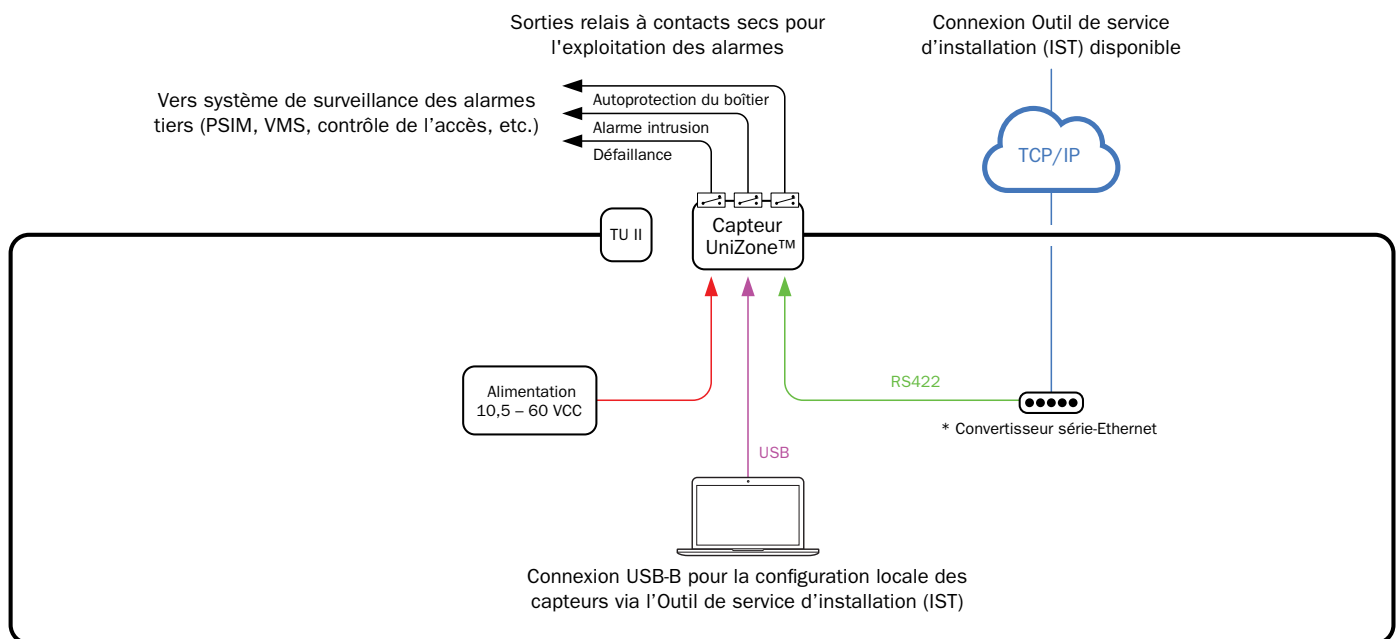 Sorties relais à contacts secs pour
l'exploitation des alarmes
Connexion Outil de service
d’installation (IST) disponible
Vers système de surveillance des alarmes
tiers (PSIM, VMS, contrôle de l’accès, etc.)
Autoprotection du boîtier
Alarme intrusion
Défaillance
TCP/IP
TU II
Capteur
UniZone™
Alimentation
10,5 – 60 VCC
RS422
* Convertisseur série-Ethernet
USB
Connexion USB-B pour la configuration locale des
capteurs via l’Outil de service d’installation (IST)